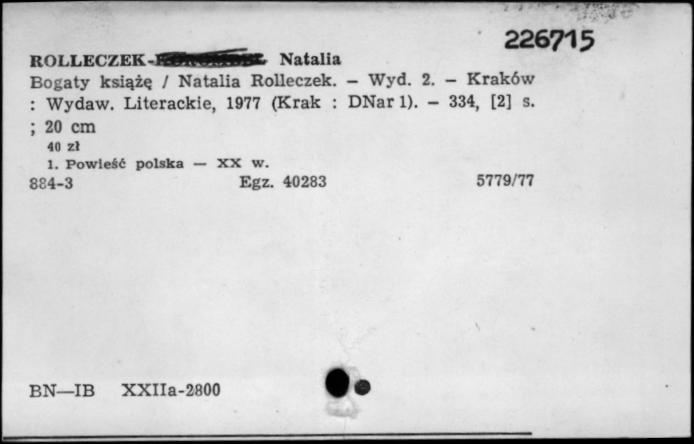 226715
ROLLECZEK- Natalia
Bogaty książę / Natalia Rolleczek. — Wyd. 2. — Kraków
: Wydaw. Literackie, 1977 (Krak : DNar 1). — 334, [2] s.
; 20 cm
40 zł
1. Powieść polska — XX w.
884-3 Egz. 40283 5779/77
BN—IB XXIIa-2800